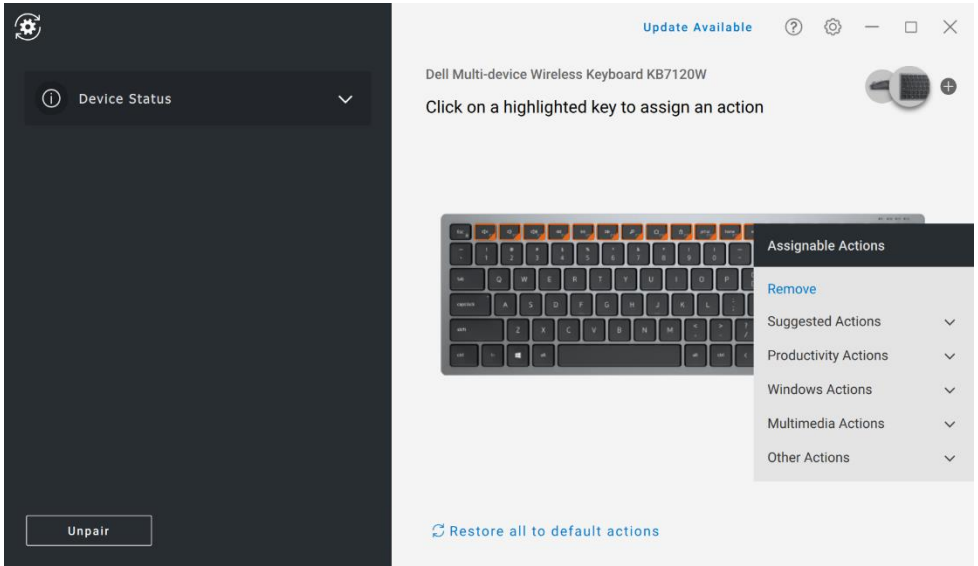 Update Available
Device Status
Dell Multi-device Wireless Keyboard KB7120W
Click on a highlighted key to assign an action
Assignable Actions
Remove
Suggested Actions
Productivity Actions
Windows Actions
Multimedia Actions
Other Actions
Unpair
Restore all to default actions
Q W E R T Y U I O P
A S D F G H J K L
Z X C V B N M